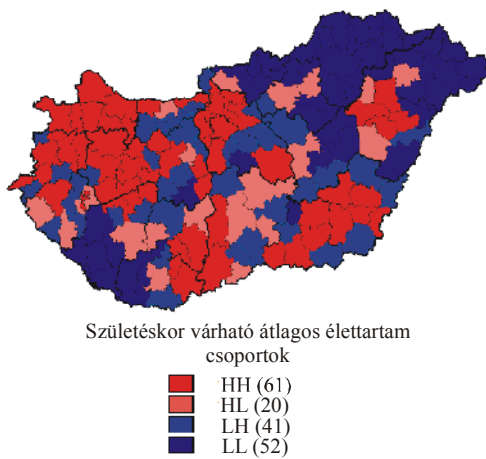 Születéskor várható átlagos élettartam
csoportok
HH (61)
HL (20)
LH (41)
LL (52)